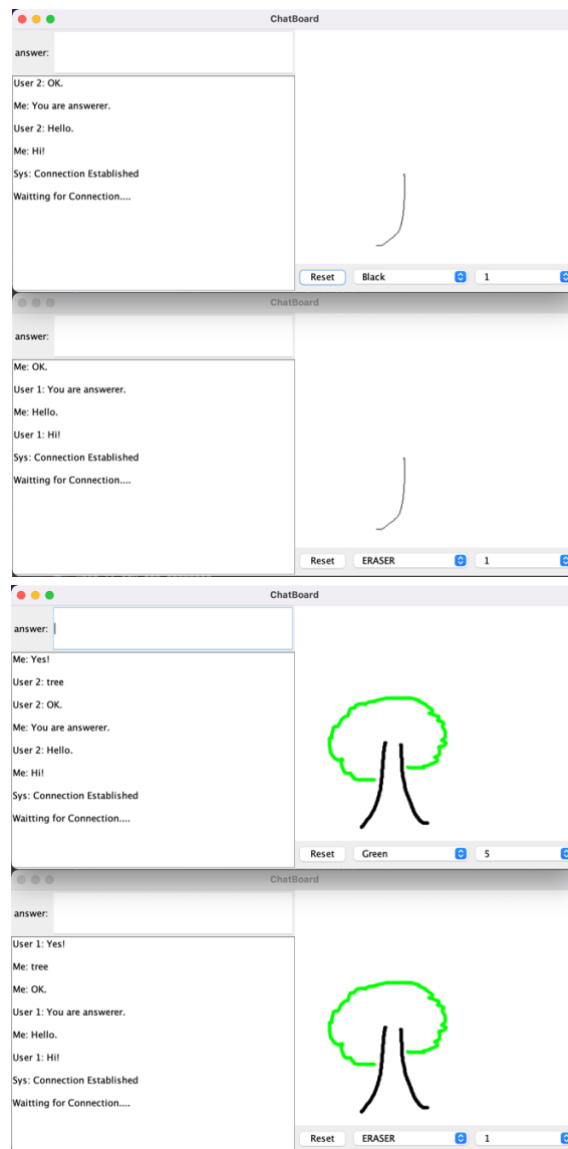 ChatBoard
answer:
User 2: OK.
Me: You are answerer.
User 2: Hello.
Me: Hi!
Sys: Connection Established
Waitting for Connection....
Reset Black 1
ChatBoard
answer:
Me: OK.
User 1: You are answerer.
Me: Hello.
User 1: Hi!
Sys: Connection Established
Waitting for Connection....
Reset ERASER 1
ChatBoard
answer:
Me: Yes!
User 2: tree
User 2: OK.
Me: You are answerer.
User 2: Hello.
Me: Hi!
Sys: Connection Established
Waitting for Connection....
Reset Green 5
ChatBoard
answer:
User 1: Yes!
Me: tree
Me: OK.
User 1: You are answerer.
Me: Hello.
User 1: Hi!
Sys: Connection Established
Waitting for Connection....
Reset ERASER 1